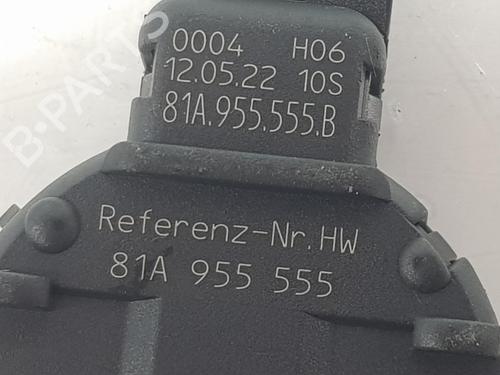 0004 H06
12.05.22 10S
81A.955.555.B
Referenz-Nr. HW
81A 955 555
B-PARTS